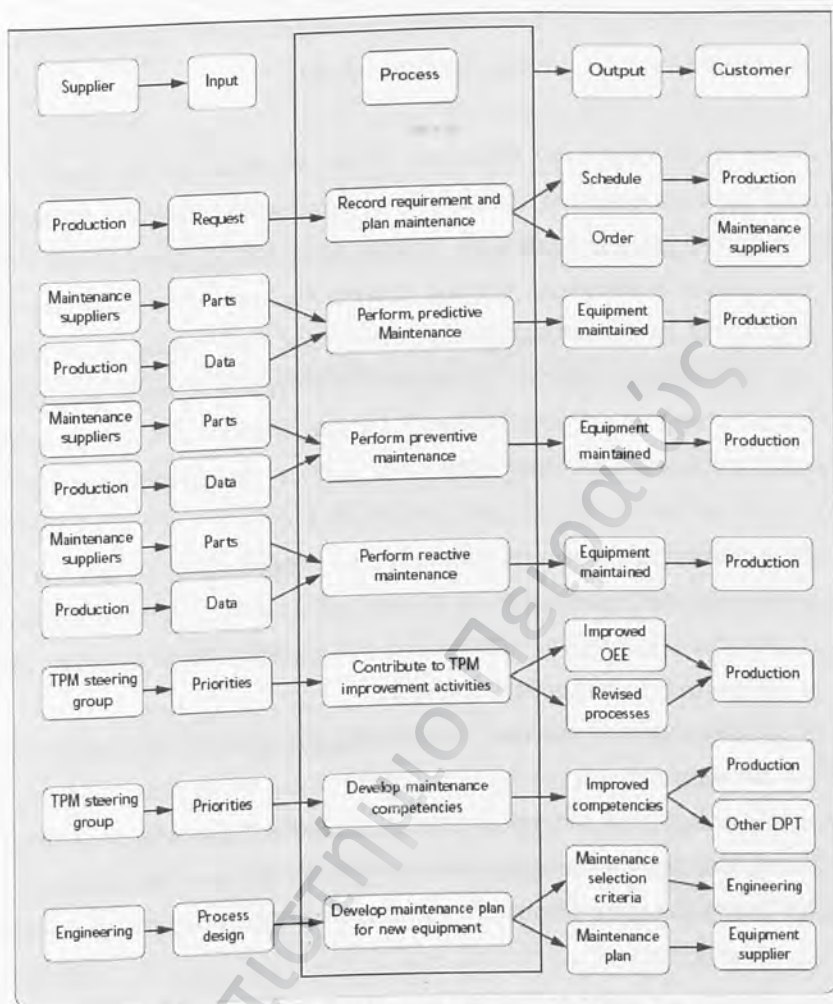 Supplier
Input
Process
Output
Customer
Production
Request
Record requirement and
plan maintenance
Schedule
Production
Order
Maintenance
suppliers
Maintenance
suppliers
Parts
Production
Data
Perform, predictive
Maintenance
Equipment
maintained
Production
Maintenance
suppliers
Parts
Production
Data
Perform preventive
maintenance
Equipment
maintained
Production
Maintenance
suppliers
Parts
Production
Data
Perform reactive
maintenance
Equipment
maintained
Production
TPM steering
group
Priorities
Contribute to TPM
improvement activities
Improved
OEE
Revised
processes
Production
TPM steering
group
Priorities
Develop maintenance
competencies
Improved
competencies
Production
Other DPT
Engineering
Process
design
Develop maintenance plan
for new equipment
Maintenance
selection
criteria
Engineering
Maintenance
plan
Equipment
supplier
Πειραιώς